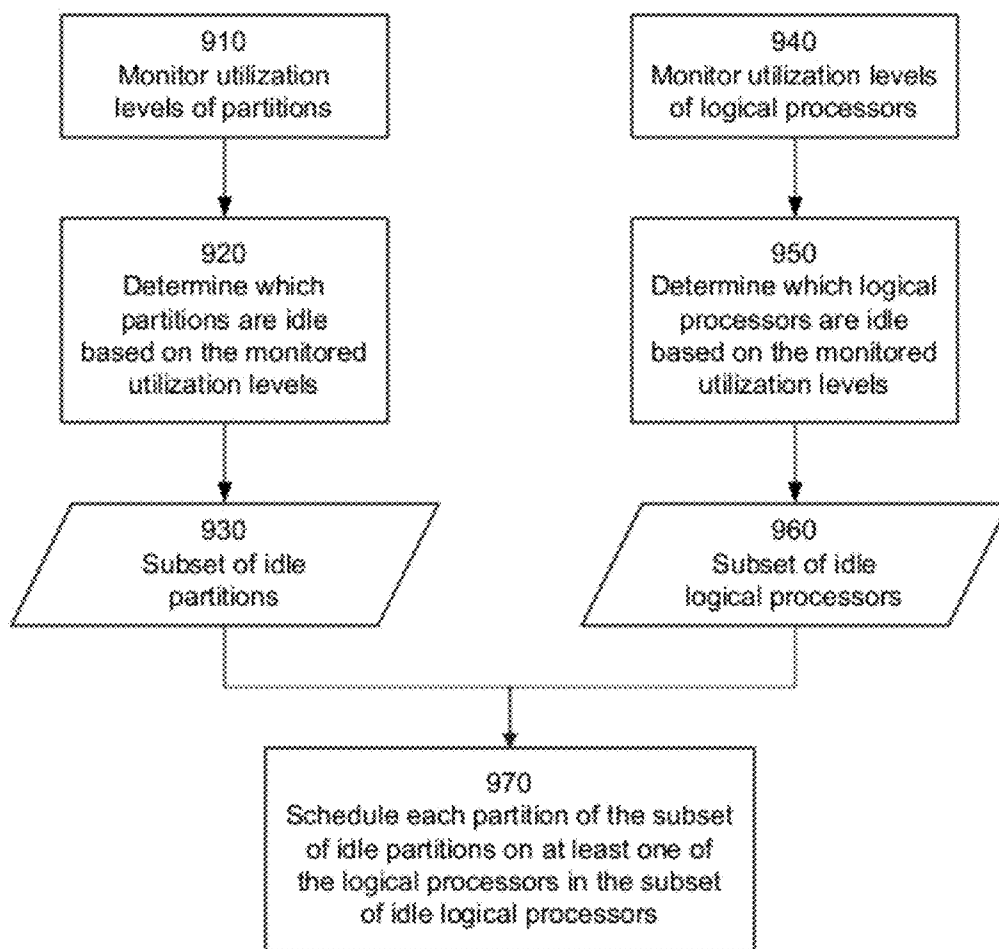 910
Monitor utilization
levels of partitions
940
Monitor utilization levels
of logical processors
920
Determine which
partitions are idle
based on the monitored
utilization levels
950
Determine which logical
processors are idle
based on the monitored
utilization levels
930
Subset of idle
partitions
960
Subset of idle
logical processors
970
Schedule each partition of the subset
of idle partitions on at least one of
the logical processors in the subset
of idle logical processors